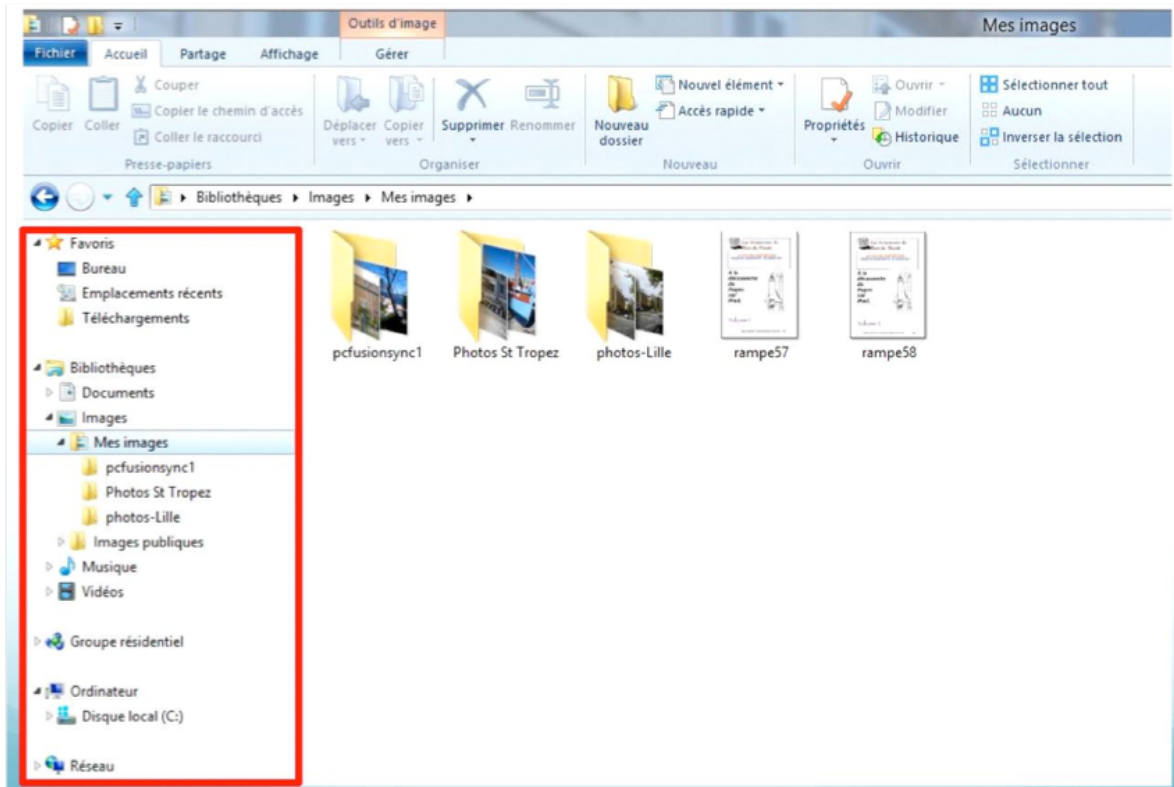 Outils d'image
Mes images
Fichier Accueil Partage Affichage Gérer
Copier
Coller
Couper
Copier le chemin d'accès
Coller le raccourci
Presse-papiers
Déplacer vers
Copier vers
Supprimer
Renommer
Organiser
Nouveau dossier
Nouvel élément
Accès rapide
Nouveau
Propriétés
Ouvrir
Modifier
Historique
Ouvrir
Sélectionner tout
Aucun
Inverser la sélection
Sélectionner
Bibliothèques Images Mes images
Favoris
Bureau
Emplacements récents
Téléchargements
Bibliothèques
Documents
Images
Mes images
pcfusionsync1
Photos St Tropez
photos-Lille
Images publiques
Musique
Vidéos
Groupe résidentiel
Ordinateur
Disque local (C:)
Réseau
pcfusionsync1
Photos St Tropez
photos-Lille
rampe57
rampe58